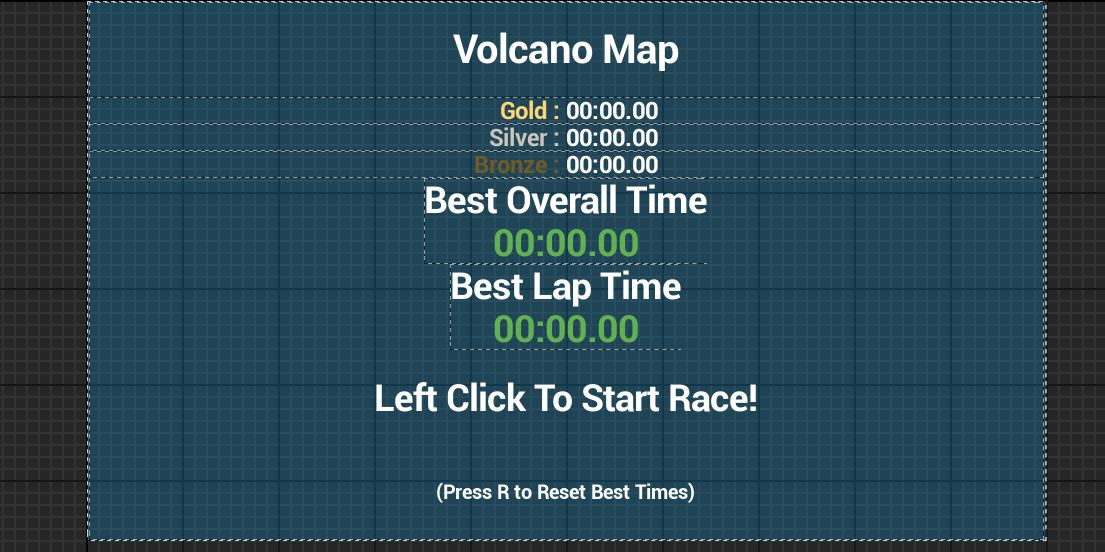 Volcano Map
Gold : 00:00.00
Silver : 00:00.00
Bronze : 00:00.00
Best Overall Time
00:00.00
Best Lap Time
00:00.00
Left Click To Start Race!
(Press R to Reset Best Times)